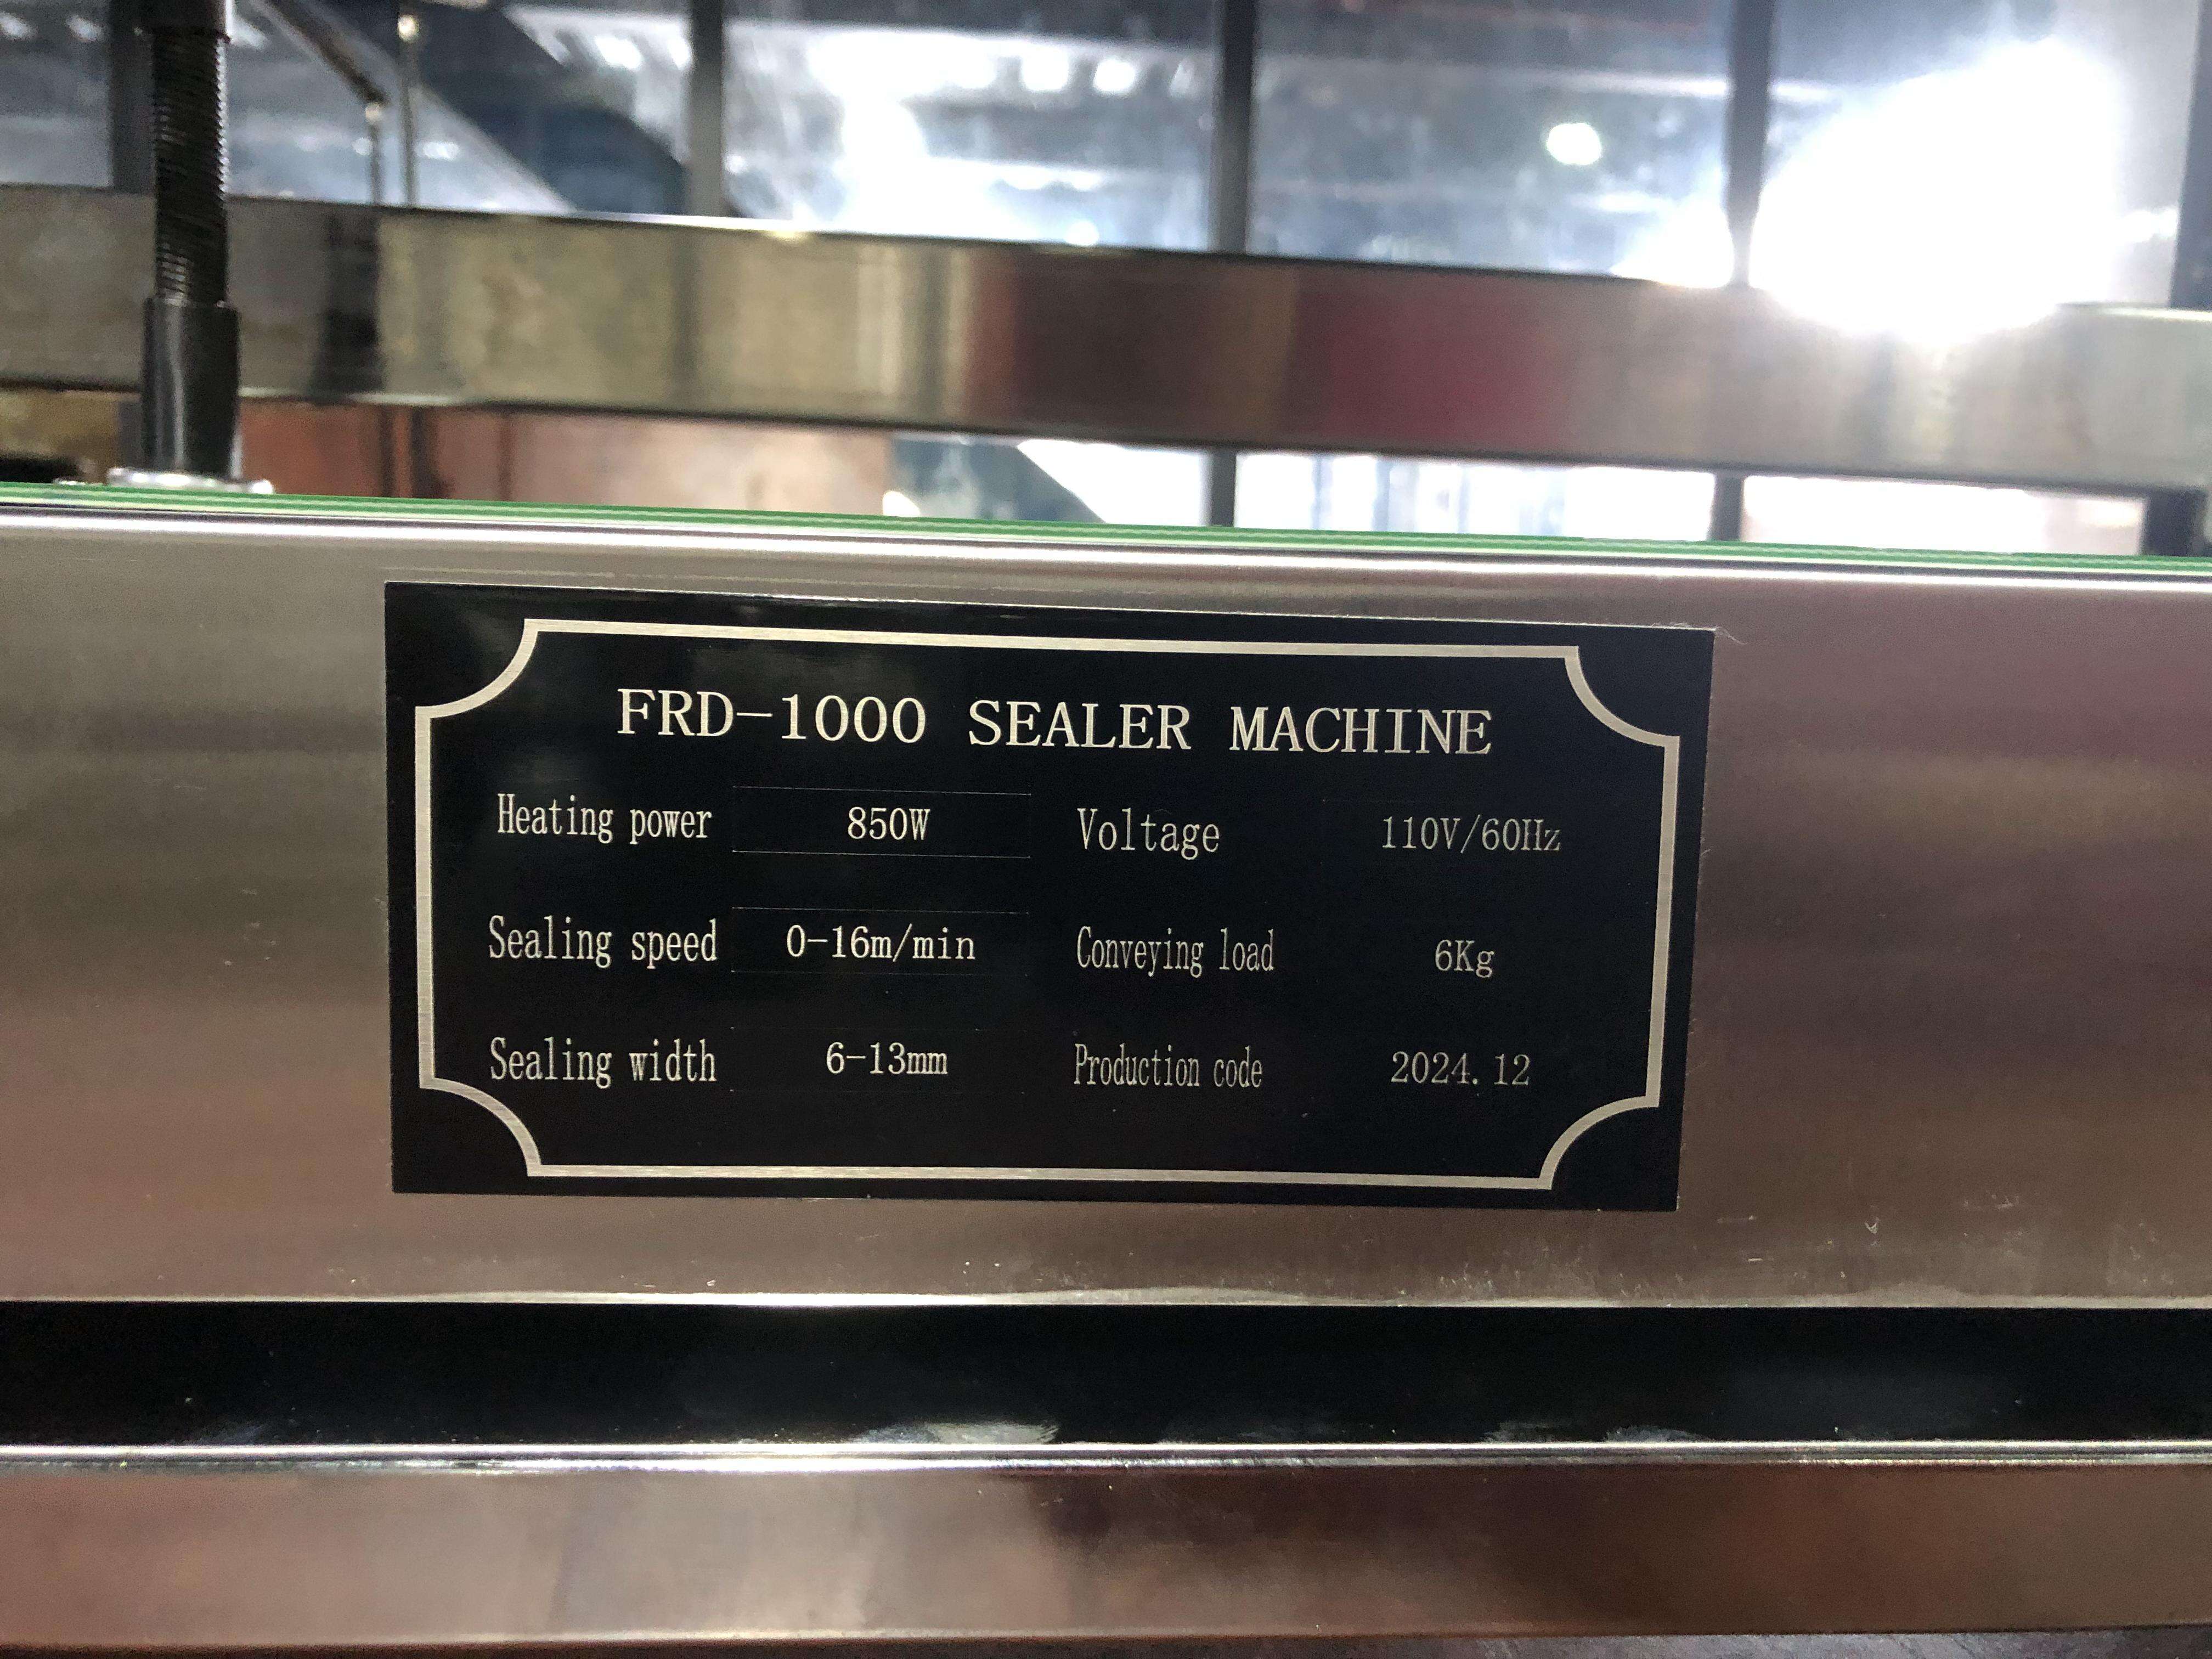 FRD-1000 SEALER MACHINE
Heating power 850W Voltage 110V/60Hz
Sealing speed 0-16m/min Conveying load 6Kg
Sealing width 6-13mm Production code 2024.12